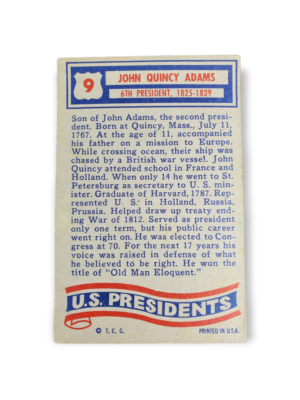 9
JOHN QUINCY ADAMS
6TH PRESIDENT, 1825-1829
Son of John Adams, the second presi-
dent. Born at Quincy, Mass., July 11,
1767. At the age of 11, accompanied
his father on a mission to Europe.
While crossing ocean, their ship was
chased by a British war vessel. John
Quincy attended school in France and
Holland. When only 14 he went to St.
Petersburg as secretary to U. S. min-
ister. Graduate of Harvard, 1787. Rep-
resented U. S. in Holland, Russia,
Prussia. Helped draw up treaty end-
ing War of 1812. Served as president
only one term, but his public career
went right on. He was elected to Con-
gress at 70. For the next 17 years his
voice was raised in defense of what
he believed to be right. He won the
title of "Old Man Eloquent."
U.S. PRESIDENTS
© T. C. G.
PRINTED IN U.S.A.